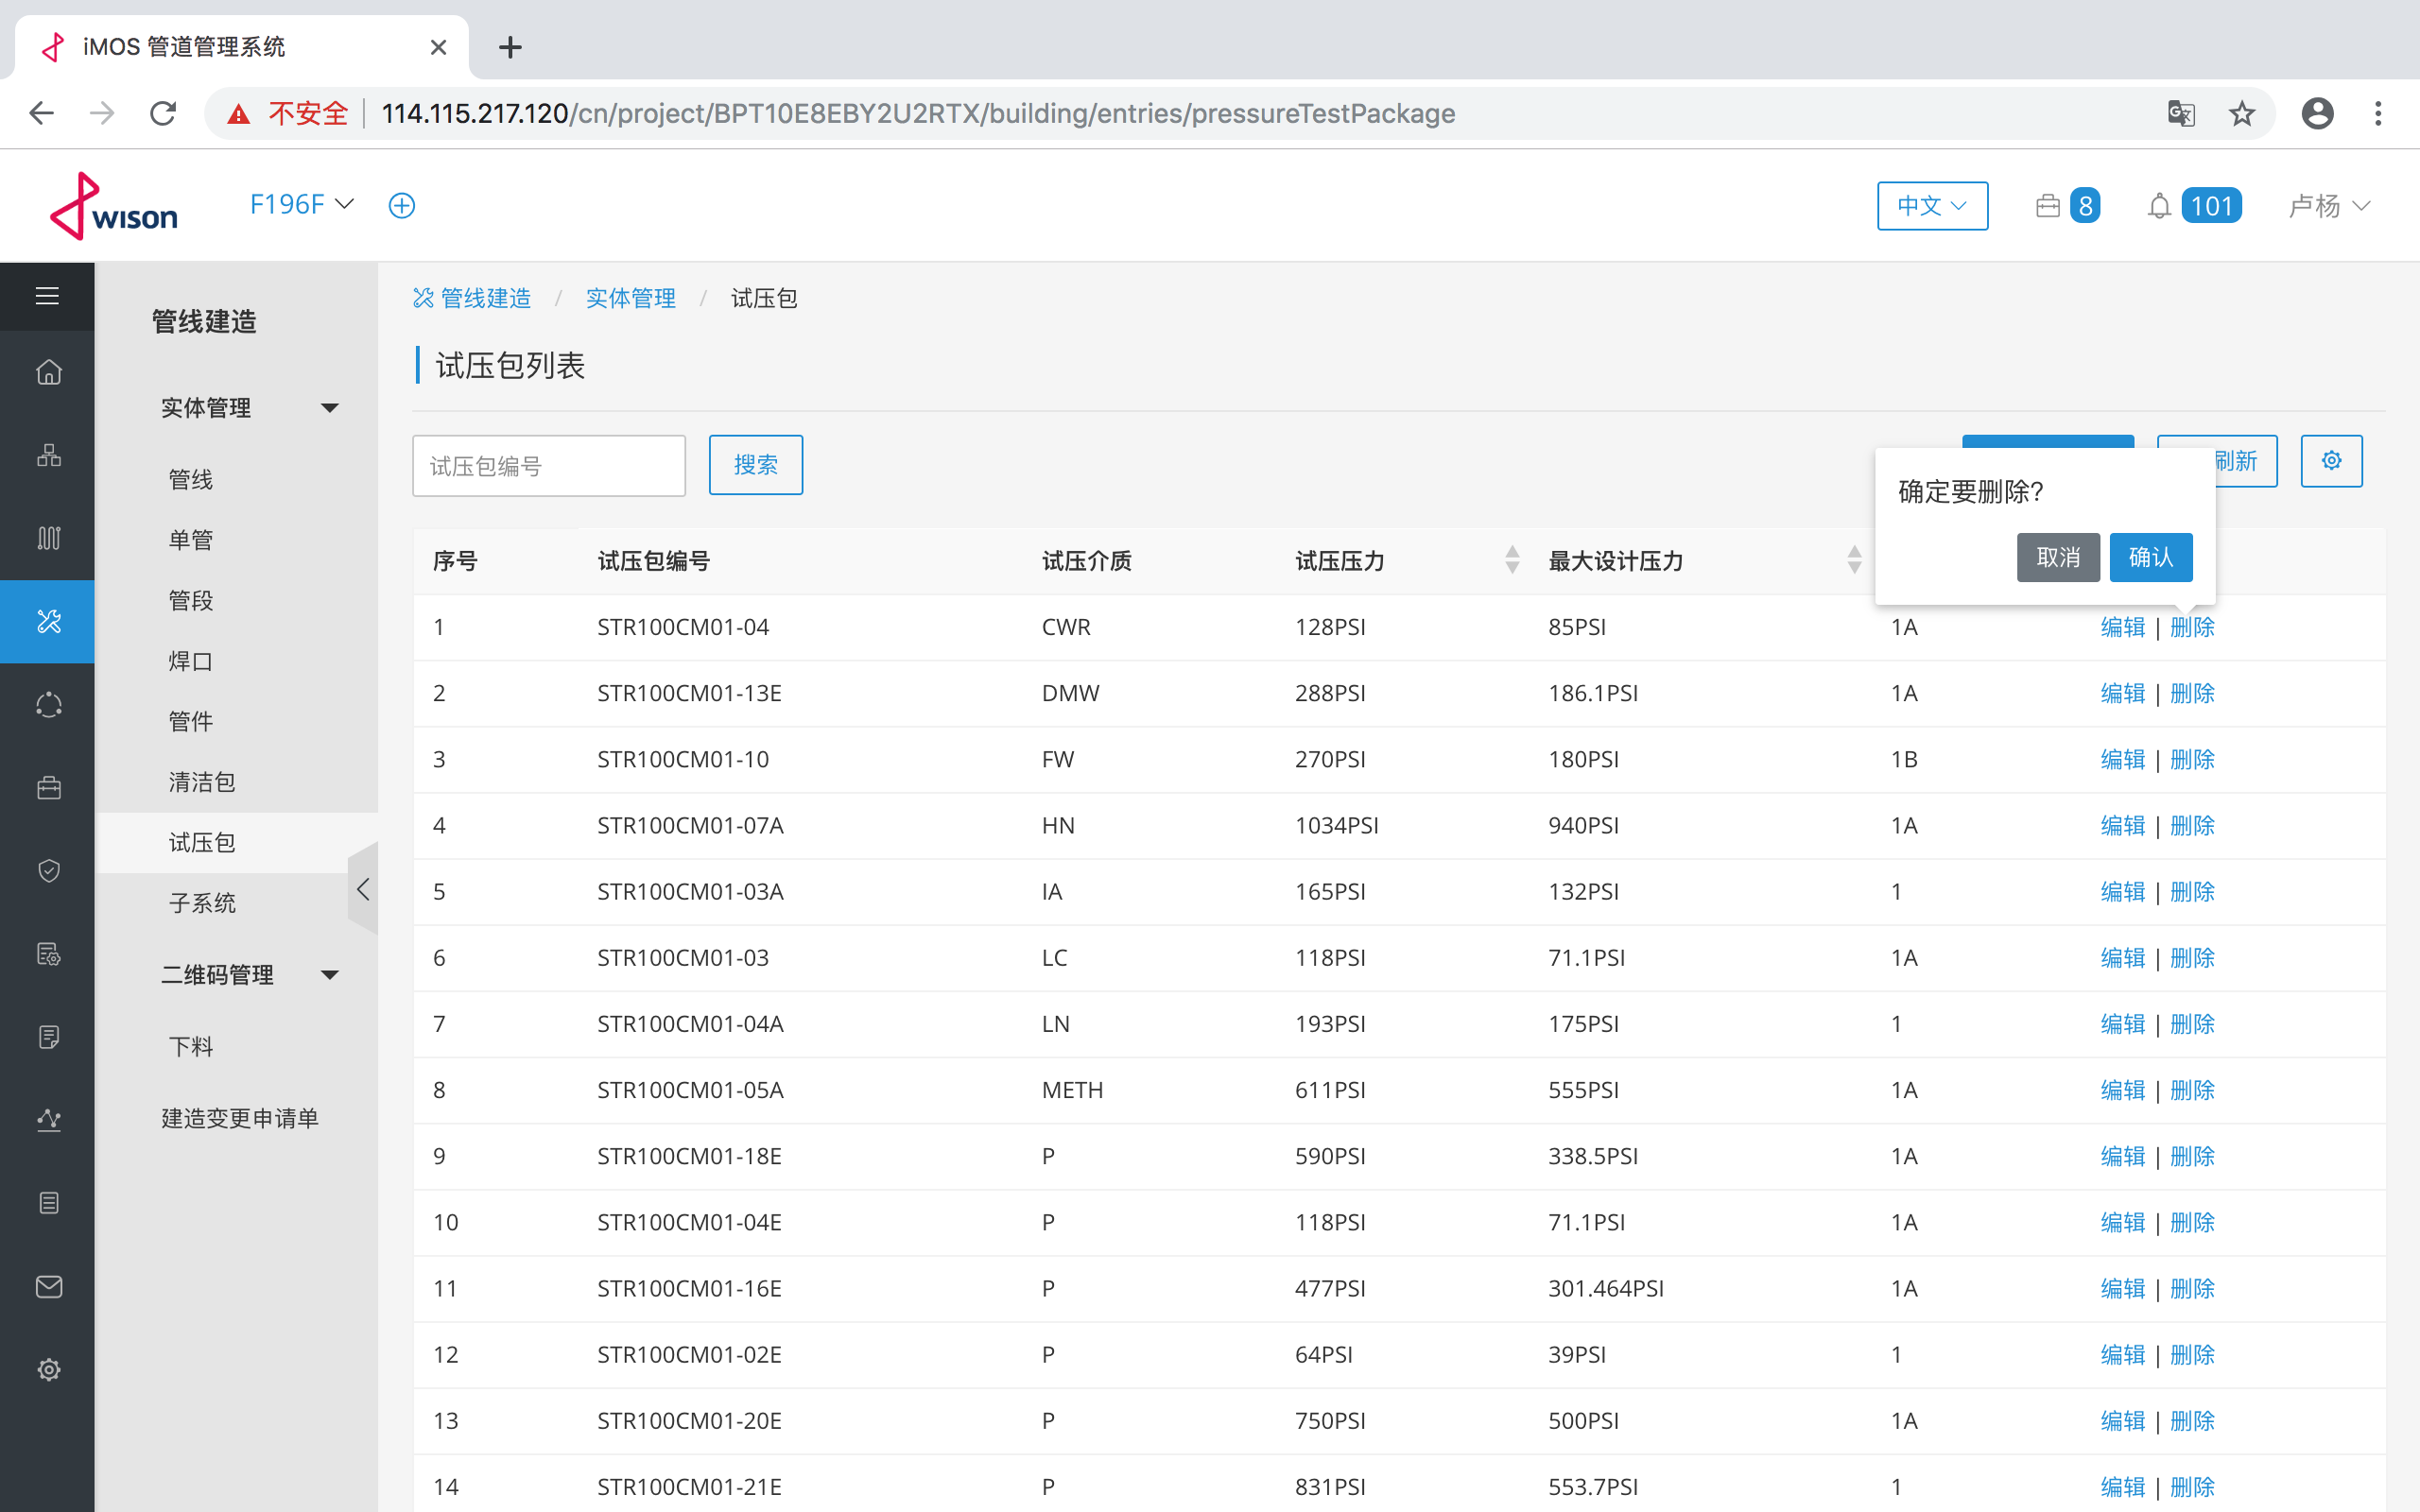 iMOS 管道管理系统
不安全
114.115.217.120/cn/project/BPT10E8EBY2U2RTX/building/entries/pressureTestPackage
wison
F196F
中文
8
101
卢杨
管线建造
实体管理
管线
单管
管段
焊口
管件
清洁包
试压包
子系统
二维码管理
下料
建造变更申请单
管线建造 / 实体管理 / 试压包
试压包列表
试压包编号
搜索
刷新
确定要删除?
取消
确认
序号 试压包编号 试压介质 试压压力 最大设计压力
1 STR100CM01-04 CWR 128PSI 85PSI 1A 编辑 | 删除
2 STR100CM01-13E DMW 288PSI 186.1PSI 1A 编辑 | 删除
3 STR100CM01-10 FW 270PSI 180PSI 1B 编辑 | 删除
4 STR100CM01-07A HN 1034PSI 940PSI 1A 编辑 | 删除
5 STR100CM01-03A IA 165PSI 132PSI 1 编辑 | 删除
6 STR100CM01-03 LC 118PSI 71.1PSI 1A 编辑 | 删除
7 STR100CM01-04A LN 193PSI 175PSI 1 编辑 | 删除
8 STR100CM01-05A METH 611PSI 555PSI 1A 编辑 | 删除
9 STR100CM01-18E P 590PSI 338.5PSI 1A 编辑 | 删除
10 STR100CM01-04E P 118PSI 71.1PSI 1A 编辑 | 删除
11 STR100CM01-16E P 477PSI 301.464PSI 1A 编辑 | 删除
12 STR100CM01-02E P 64PSI 39PSI 1 编辑 | 删除
13 STR100CM01-20E P 750PSI 500PSI 1A 编辑 | 删除
14 STR100CM01-21E P 831PSI 553.7PSI 1 编辑 | 删除